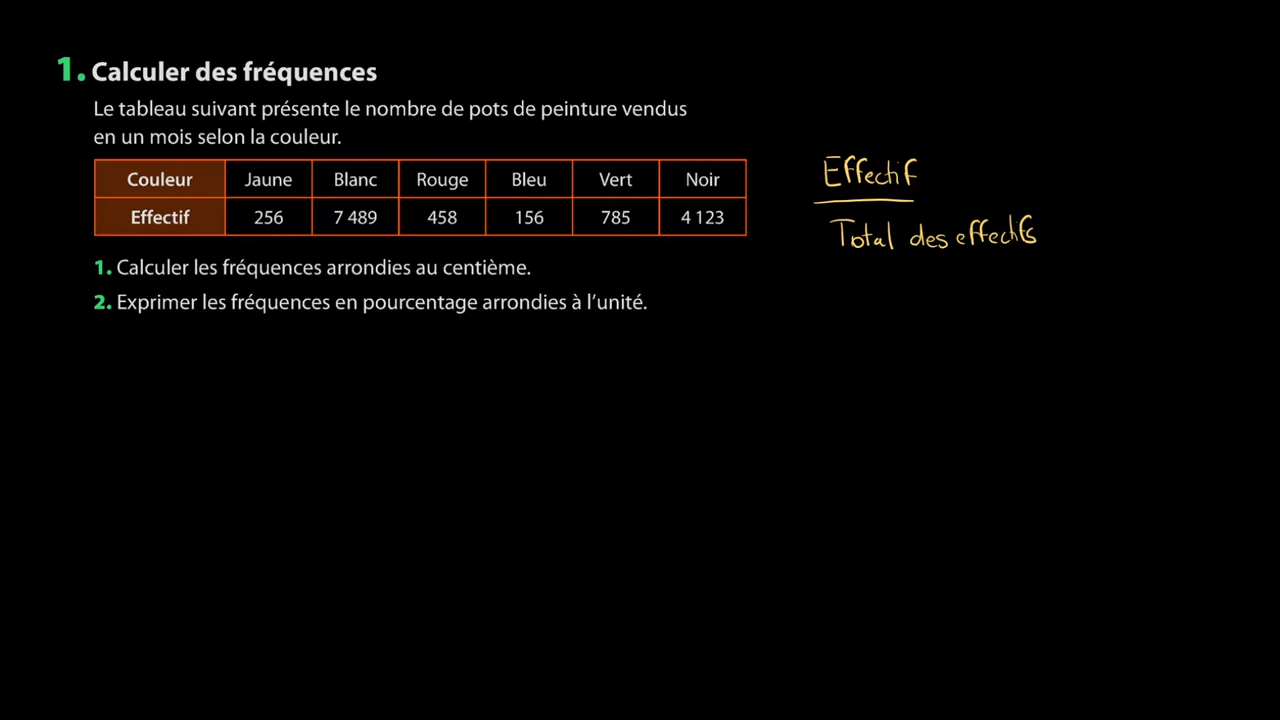 1. Calculer des fréquences
Le tableau suivant présente le nombre de pots de peinture vendus
en un mois selon la couleur.
Couleur Jaune Blanc Rouge Bleu Vert Noir
Effectif 256 7 489 458 156 785 4 123
1. Calculer les fréquences arrondies au centième.
2. Exprimer les fréquences en pourcentage arrondies à l’unité.
Effectif
Total des effectifs